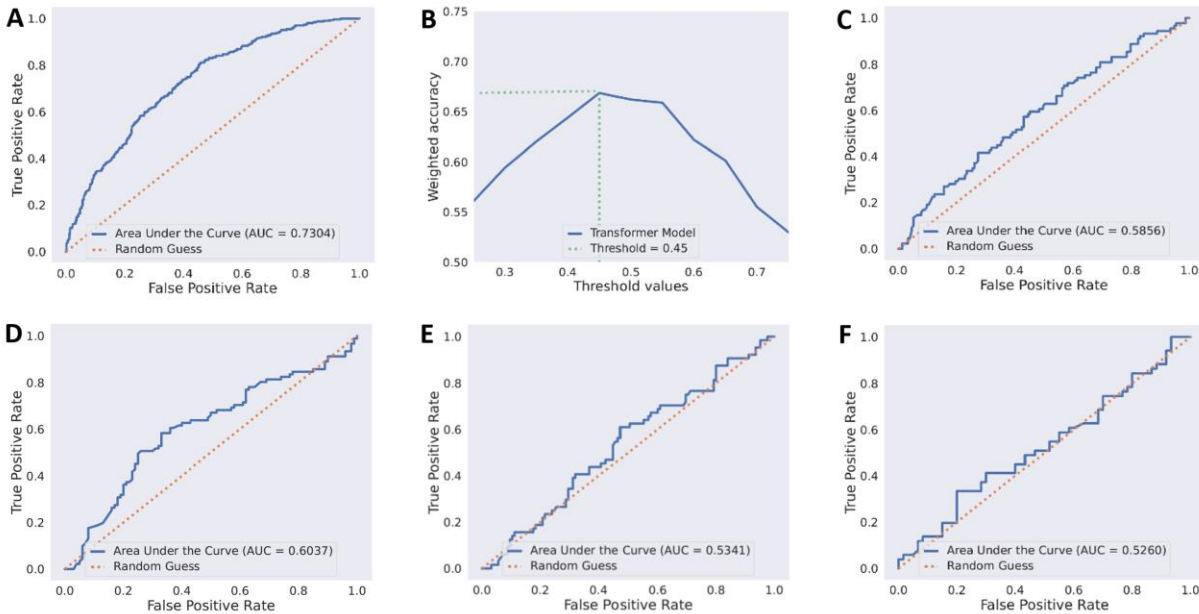 A
1.0
0.8
0.6
0.4
0.2
0.0
True Positive Rate
Area Under the Curve (AUC = 0.7304)
Random Guess
0.0 0.2 0.4 0.6 0.8 1.0
False Positive Rate
B
0.75
0.70
0.65
0.60
0.55
0.50
Weighted accuracy
Transformer Model
Threshold = 0.45
0.3 0.4 0.5 0.6 0.7
Threshold values
C
1.0
0.8
0.6
0.4
0.2
0.0
True Positive Rate
Area Under the Curve (AUC = 0.5856)
Random Guess
0.0 0.2 0.4 0.6 0.8 1.0
False Positive Rate
D
1.0
0.8
0.6
0.4
0.2
0.0
True Positive Rate
Area Under the Curve (AUC = 0.6037)
Random Guess
0.0 0.2 0.4 0.6 0.8 1.0
False Positive Rate
E
1.0
0.8
0.6
0.4
0.2
0.0
True Positive Rate
Area Under the Curve (AUC = 0.5341)
Random Guess
0.0 0.2 0.4 0.6 0.8 1.0
False Positive Rate
F
1.0
0.8
0.6
0.4
0.2
0.0
True Positive Rate
Area Under the Curve (AUC = 0.5260)
Random Guess
0.0 0.2 0.4 0.6 0.8 1.0
False Positive Rate